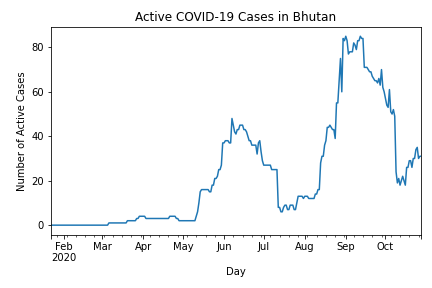 Active COVID-19 Cases in Bhutan
Number of Active Cases
80
60
40
20
0
Feb Mar Apr May Jun Jul Aug Sep Oct
2020
Day